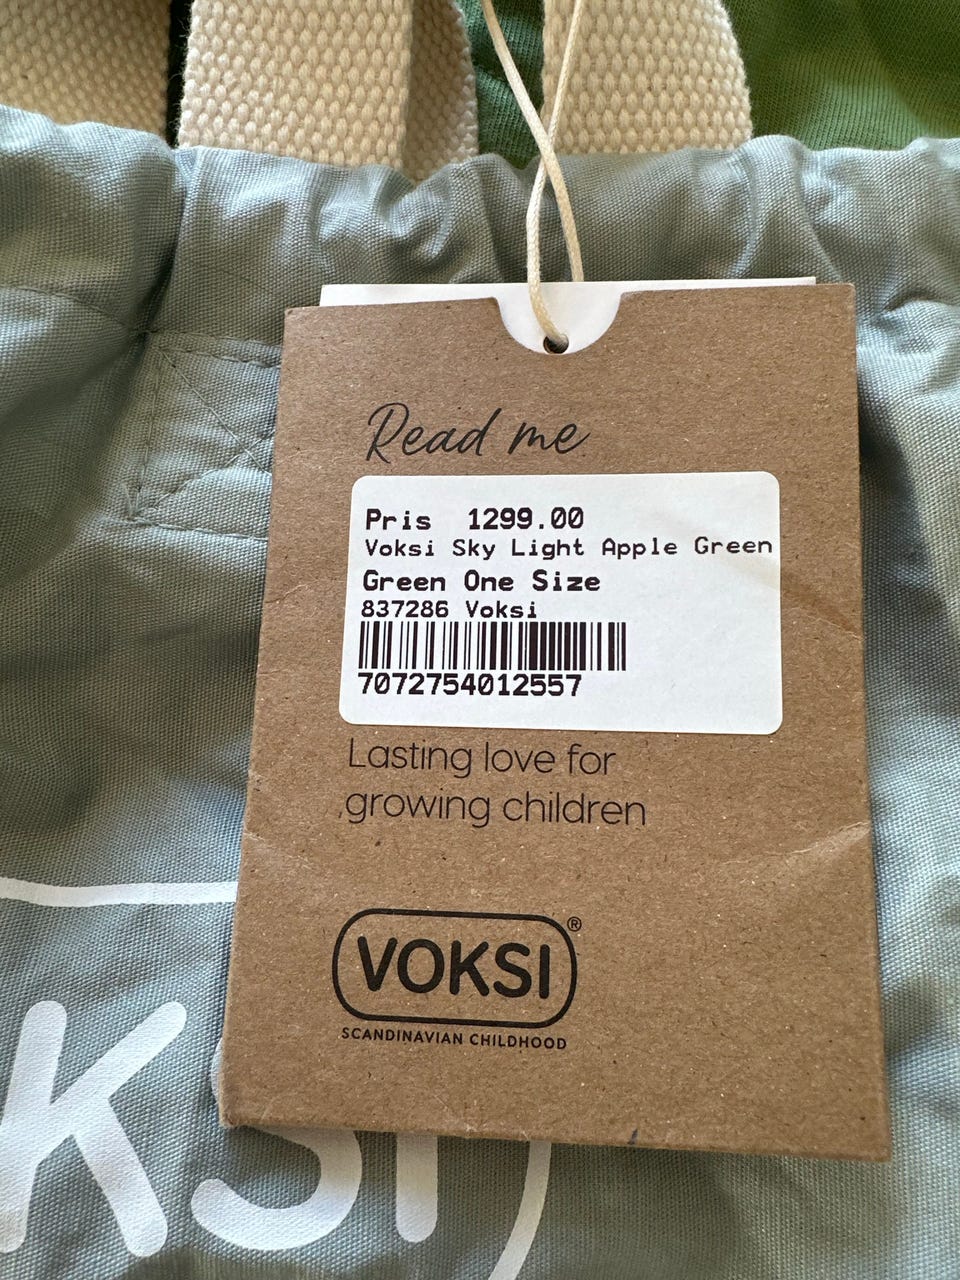 Read me
Pris 1299.00
Voksi Sky Light Apple Green
Green One Size
837286 Voksi
7072754012557
Lasting love for
growing children
VOKSI®
SCANDINAVIAN CHILDHOOD
KSI